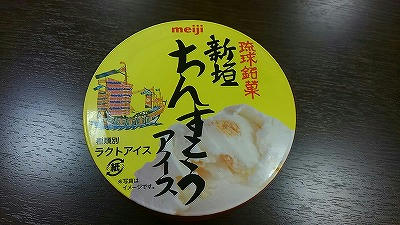 meiji
琉球銘菓
新垣
ちんすこう
アイス
種類別
ラクトアイス
紙
※写真は
イメージです。